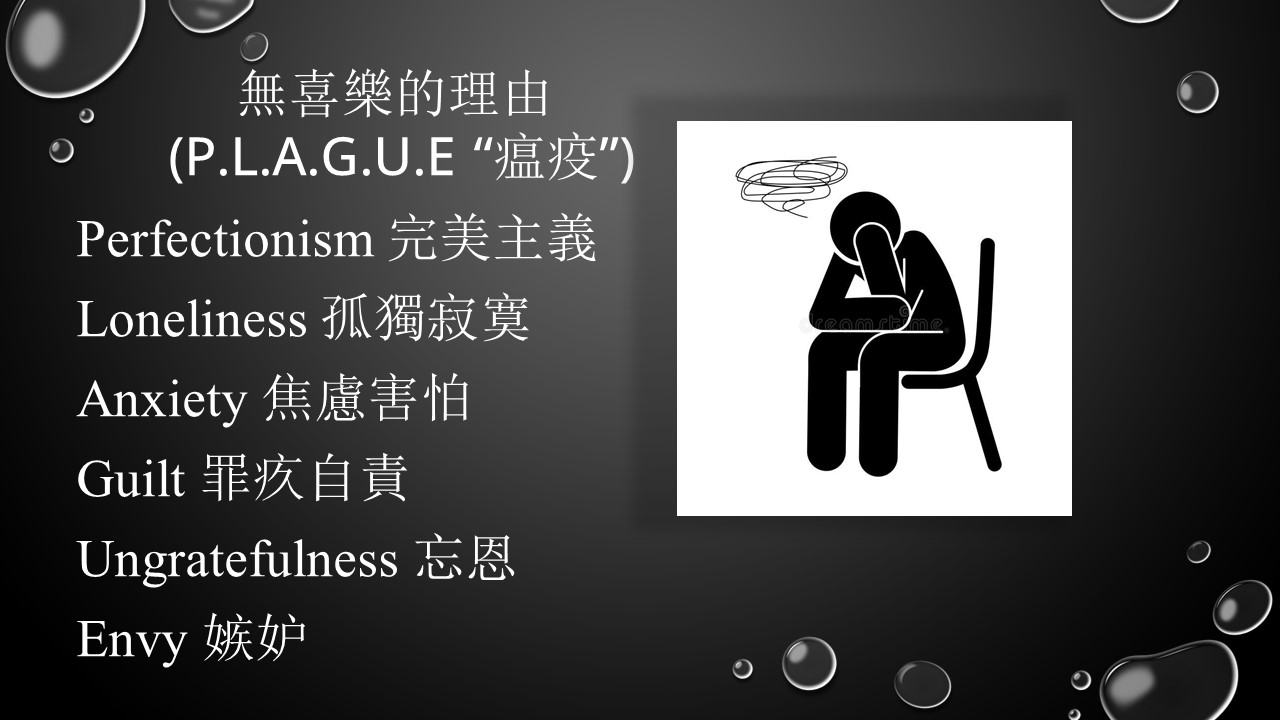 無喜樂的理由
(P.L.A.G.U.E “瘟疫”)
Perfectionism 完美主義
Loneliness 孤獨寂寞
Anxiety 焦慮害怕
Guilt 罪疚自責
Ungratefulness 忘恩
Envy 嫉妒
dreamstime